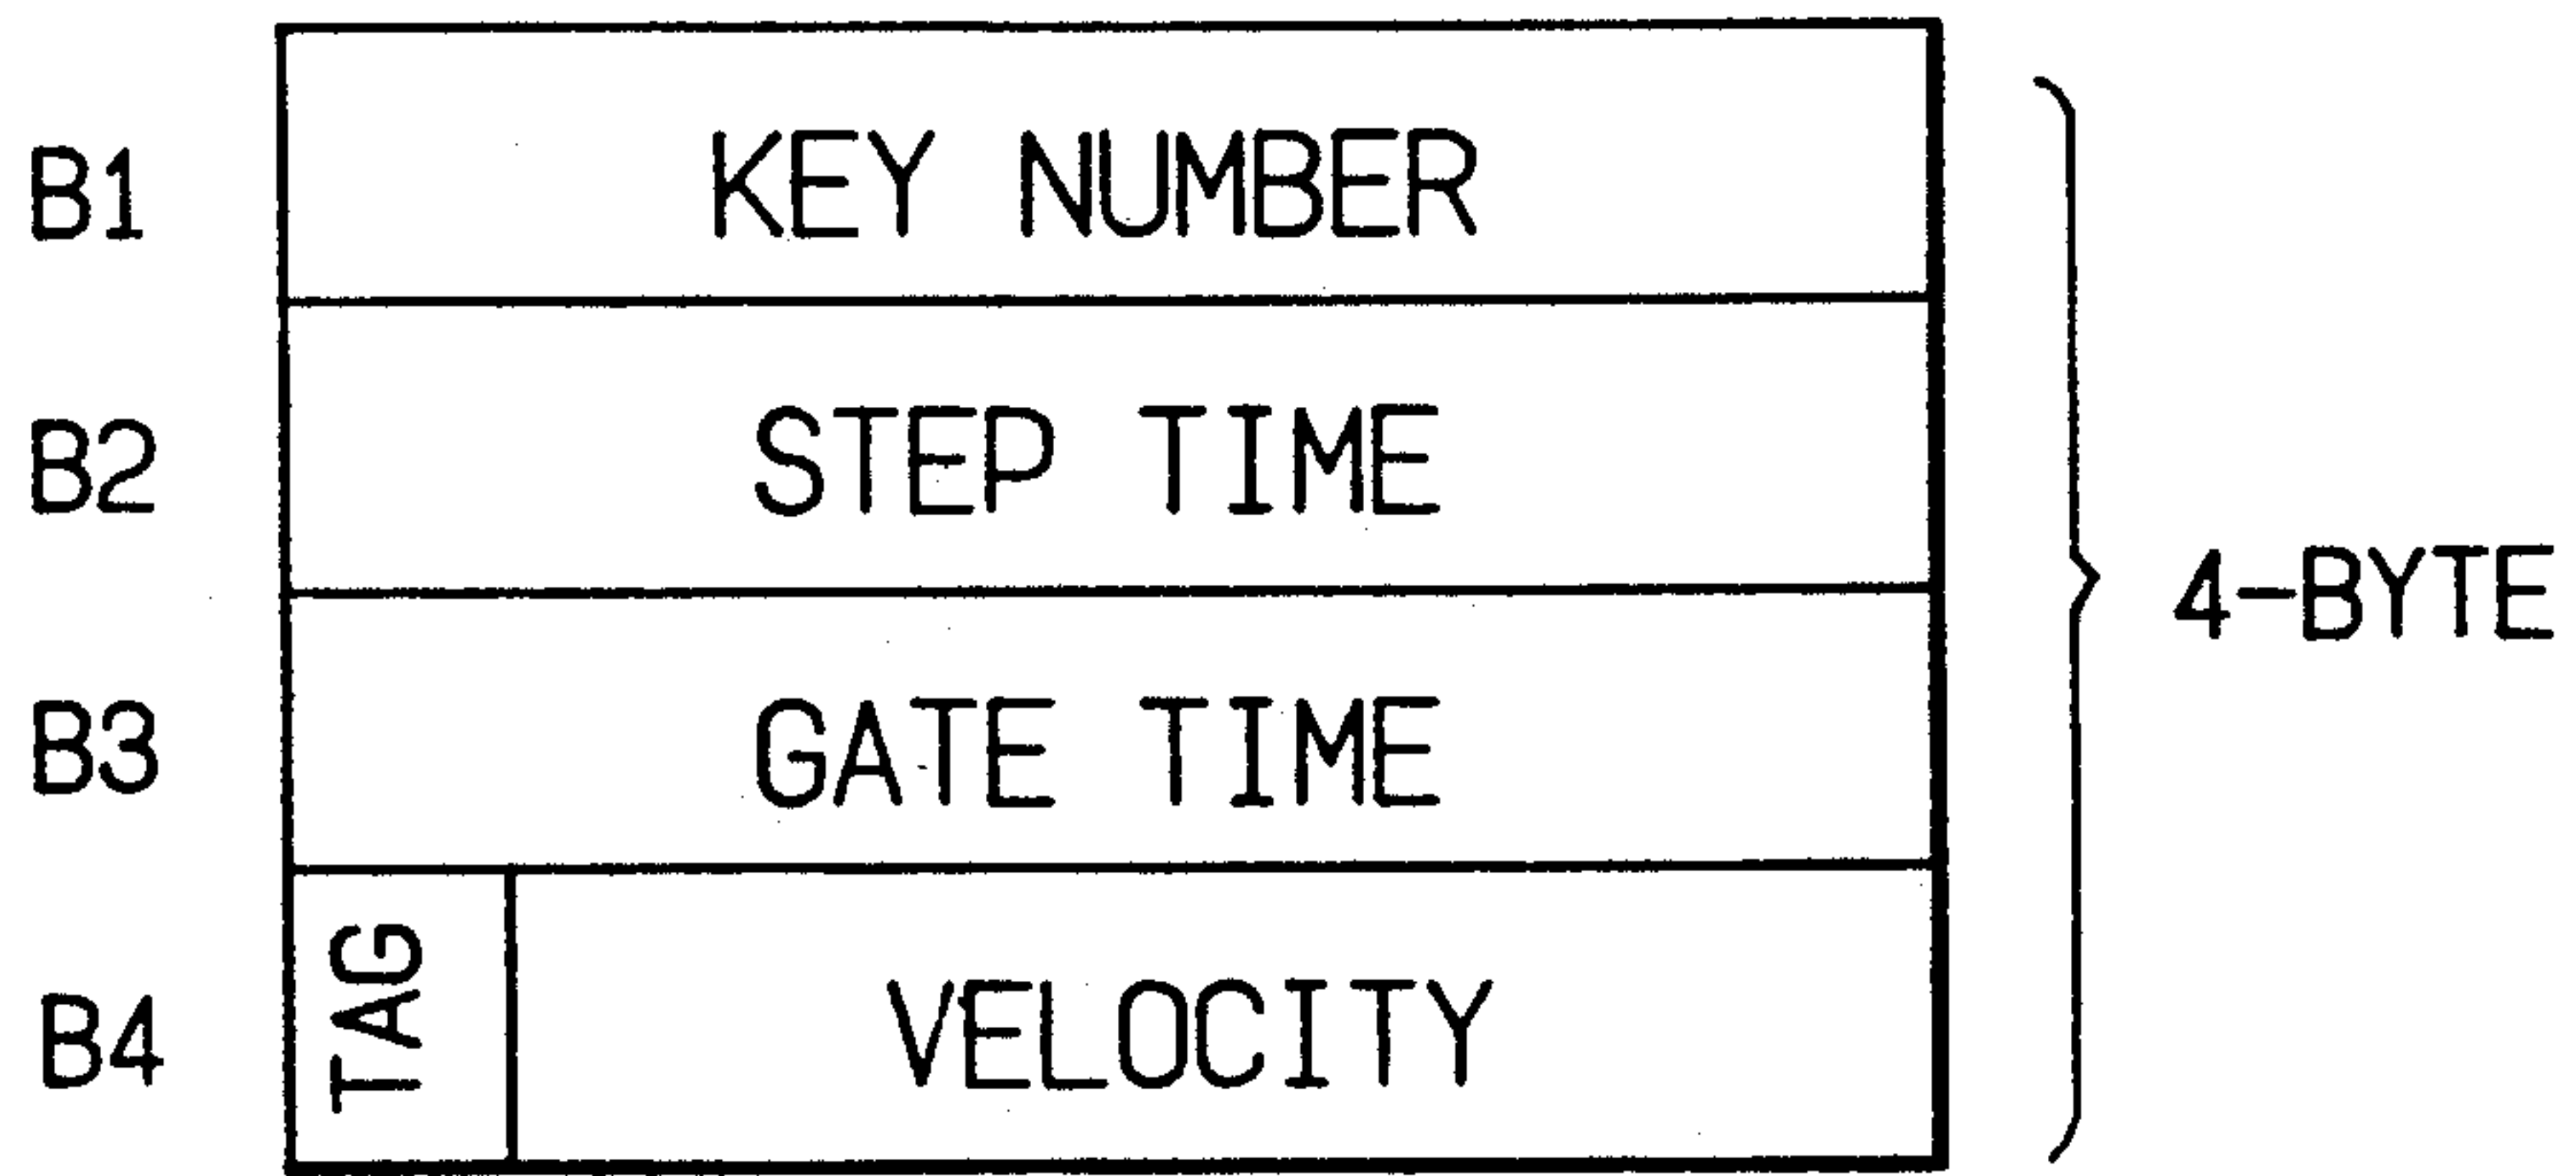 B1 KEY NUMBER
B2 STEP TIME
4-BYTE
B3 GATE TIME
B4 TAG VELOCITY